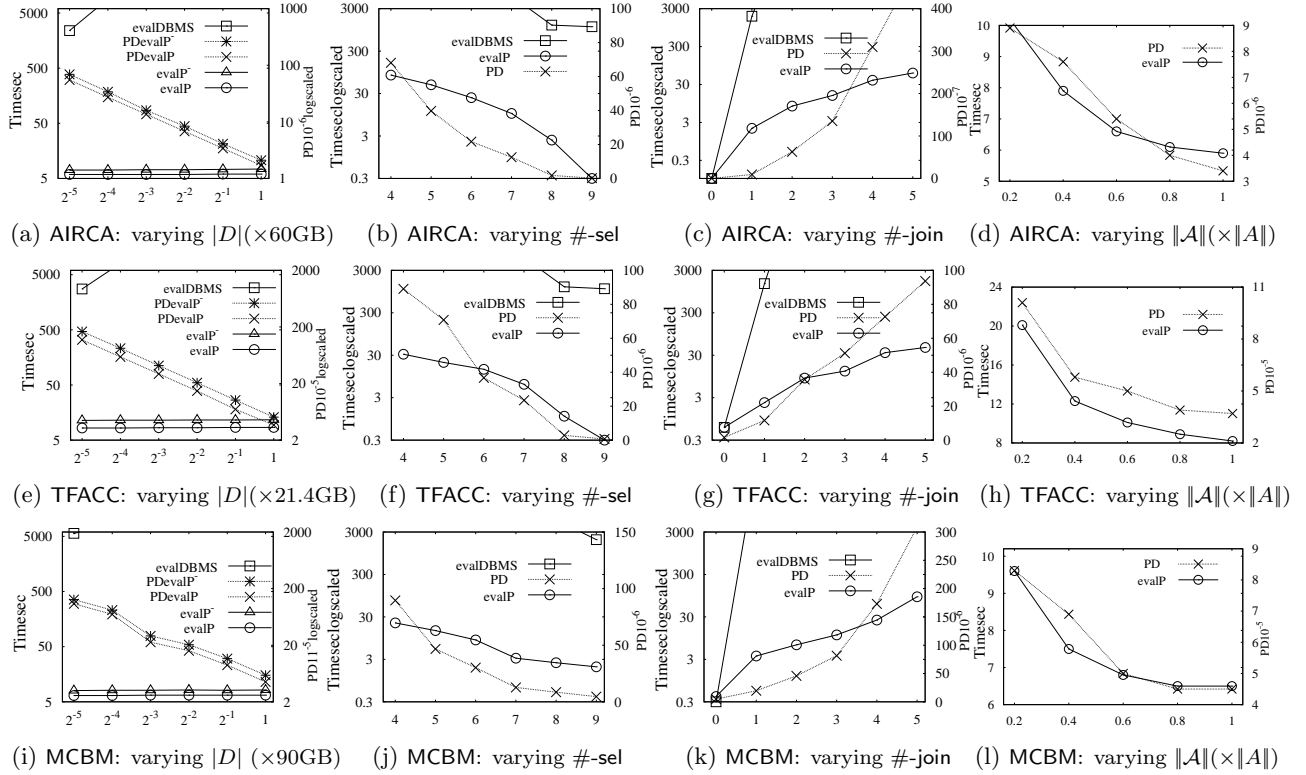 evalDBMS
PDevalP⁻
PDevalP
evalP⁻
evalP
Timesec
5000
500
50
5
1000
100
10
1
PD10⁻⁶logscaled
2⁻⁵ 2⁻⁴ 2⁻³ 2⁻² 2⁻¹ 1
(a) AIRCA: varying |D|(×60GB)
evalDBMS
evalP
PD
Timeseclogscaled
3000
300
30
3
0.3
100
80
60
40
20
0
PD10⁻⁶
4 5 6 7 8 9
(b) AIRCA: varying #-sel
evalDBMS
PD
evalP
Timeseclogscaled
3000
300
30
3
0.3
400
300
200
100
0
PD10⁻⁷
0 1 2 3 4 5
(c) AIRCA: varying #-join
PD
evalP
Timesec
10
9
8
7
6
5
9
8
7
6
5
4
3
PD10⁻⁶
0.2 0.4 0.6 0.8 1
(d) AIRCA: varying ‖𝒜‖(×‖A‖)
evalDBMS
PDevalP⁻
PDevalP
evalP⁻
evalP
Timesec
5000
500
50
5
2000
200
20
2
PD10⁻⁵logscaled
2⁻⁵ 2⁻⁴ 2⁻³ 2⁻² 2⁻¹ 1
(e) TFACC: varying |D|(×21.4GB)
evalDBMS
PD
evalP
Timeseclogscaled
3000
300
30
3
0.3
100
80
60
40
20
0
PD10⁻⁶
4 5 6 7 8 9
(f) TFACC: varying #-sel
evalDBMS
PD
evalP
Timeseclogscaled
3000
300
30
3
0.3
100
80
60
40
20
0
PD10⁻⁶
0 1 2 3 4 5
(g) TFACC: varying #-join
PD
evalP
Timesec
24
20
16
12
8
11
9
8
7
5
4
2
PD10⁻⁵
0.2 0.4 0.6 0.8 1
(h) TFACC: varying ‖𝒜‖(×‖A‖)
evalDBMS
PDevalP⁻
PDevalP
evalP⁻
evalP
Timesec
5000
500
50
5
2000
200
20
2
PD11⁻⁵logscaled
2⁻⁵ 2⁻⁴ 2⁻³ 2⁻² 2⁻¹ 1
(i) MCBM: varying |D| (×90GB)
evalDBMS
PD
evalP
Timeseclogscaled
3000
300
30
3
0.3
150
100
50
0
PD10⁻⁶
4 5 6 7 8 9
(j) MCBM: varying #-sel
evalDBMS
PD
evalP
Timeseclogscaled
3000
300
30
3
0.3
300
250
200
150
100
50
0
PD10⁻⁶
0 1 2 3 4 5
(k) MCBM: varying #-join
PD
evalP
Timesec
10
9
8
7
6
9
8
7
6
5
4
PD10⁻⁵
0.2 0.4 0.6 0.8 1
(l) MCBM: varying ‖𝒜‖(×‖A‖)